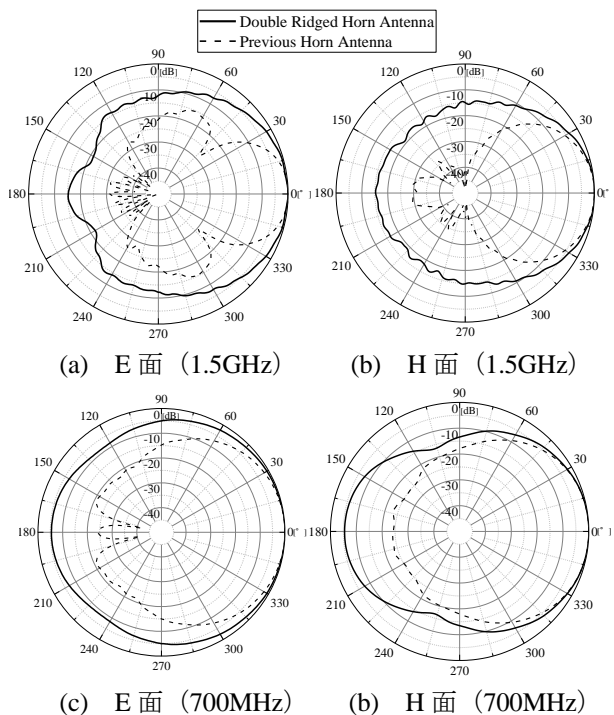 Double Ridged Horn Antenna
Previous Horn Antenna
90
120 0 [dB] 60
-10
150 -20 30
-30
-40
180 0[° ]
210 330
240 300
270
(a) E 面（1.5GHz）
90
120 0 [dB] 60
-10
150 -20 30
-30
-40
180 0[° ]
210 330
240 300
270
(b) H 面（1.5GHz）
90
120 0 [dB] 60
-10
150 -20 30
-30
-40
180 0[° ]
210 330
240 300
270
(c) E 面（700MHz）
90
120 0 [dB] 60
-10
150 -20 30
-30
-40
180 0[° ]
210 330
240 300
270
(b) H 面（700MHz）